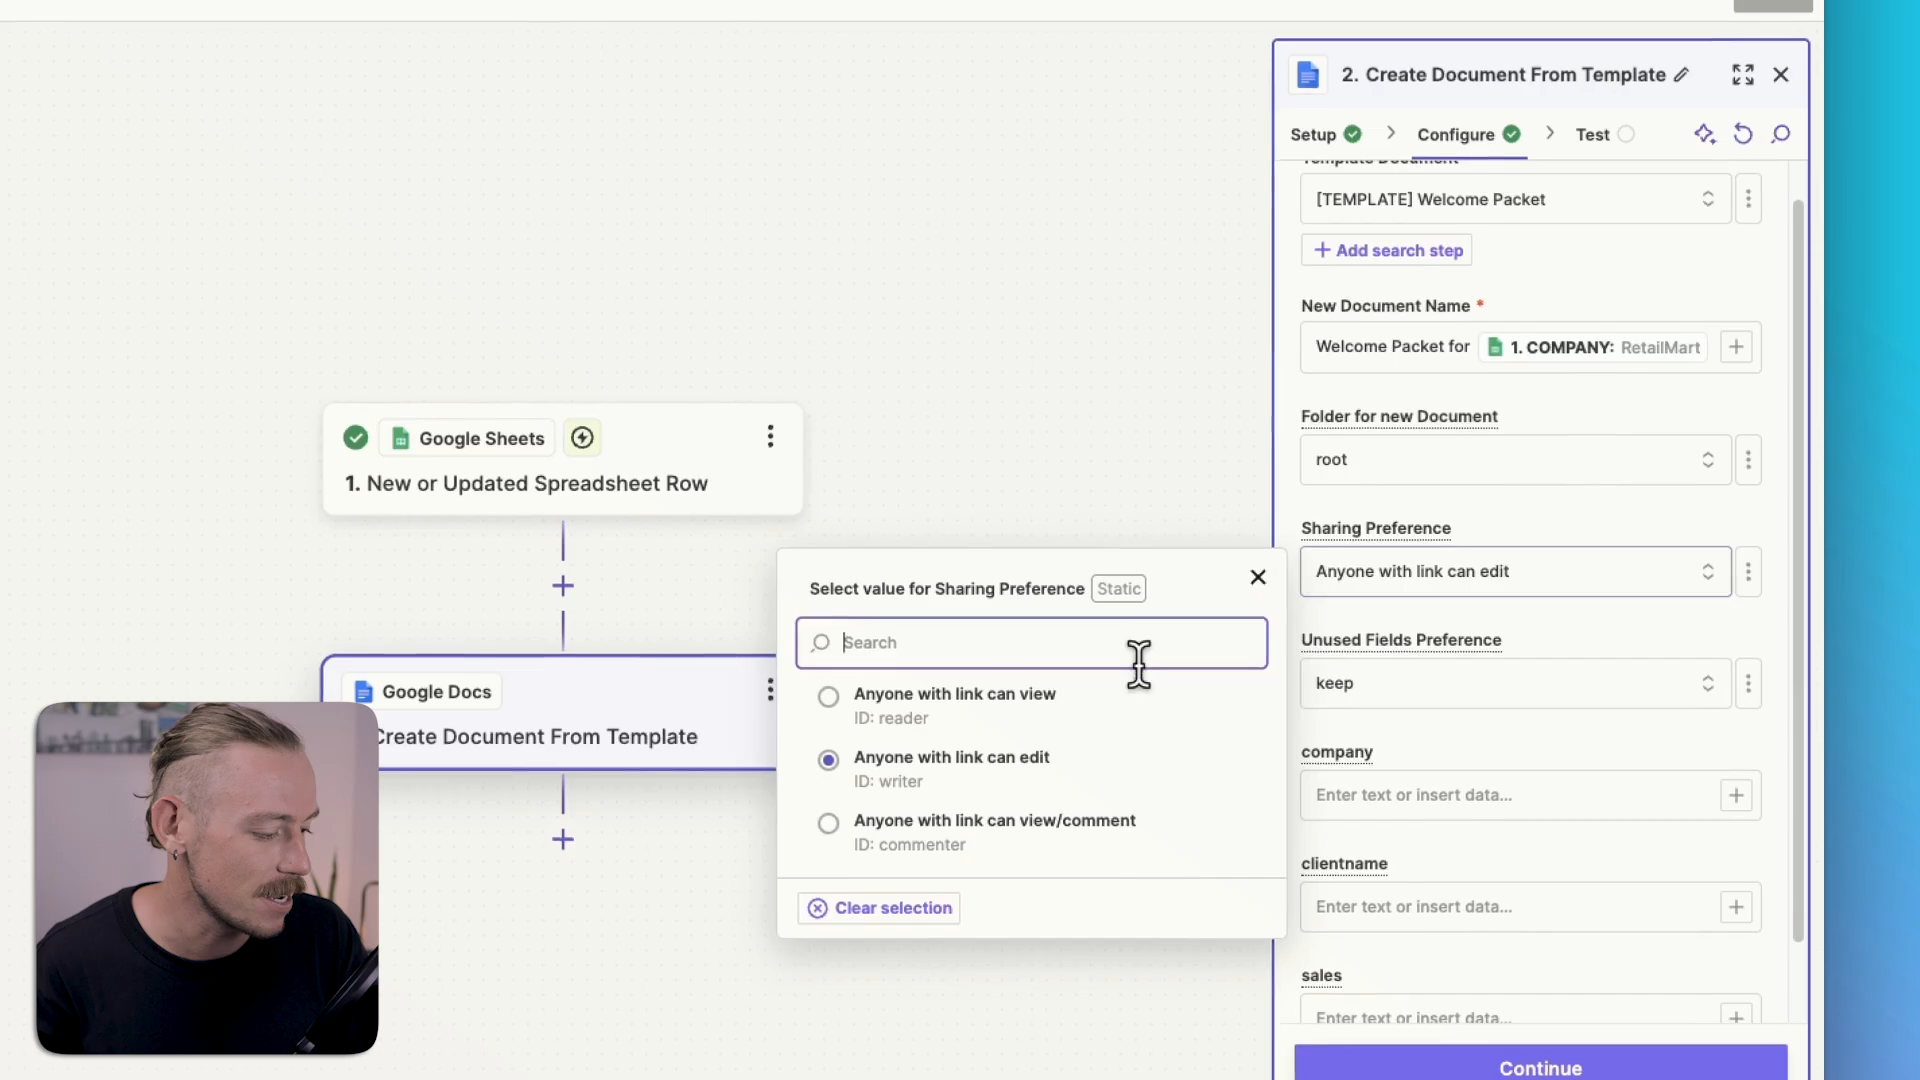 2. Create Document From Template
Setup
Configure
Test
Template Document
[TEMPLATE] Welcome Packet
Add search step
New Document Name *
Welcome Packet for 1. COMPANY: RetailMart
Folder for new Document
root
Google Sheets
1. New or Updated Spreadsheet Row
Sharing Preference
Anyone with link can edit
Select value for Sharing Preference Static
Search
Anyone with link can view
ID: reader
Anyone with link can edit
ID: writer
Anyone with link can view/comment
ID: commenter
Clear selection
Google Docs
Create Document From Template
Unused Fields Preference
keep
company
Enter text or insert data...
clientname
Enter text or insert data...
sales
Enter text or insert data...
Continue